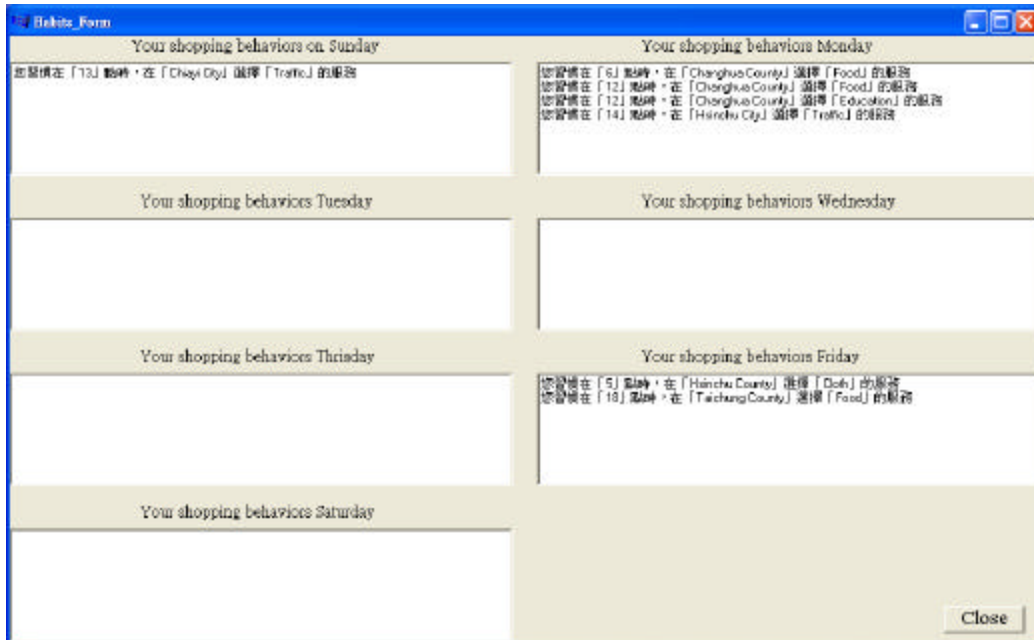 Habits_Form
Your shopping behaviors on Sunday
您習慣在「13」點時，在「Chiayi City」選擇「Traffic」的服務
Your shopping behaviors Monday
您習慣在「6」點時，在「Changhua County」選擇「Food」的服務
您習慣在「12」點時，在「Changhua County」選擇「Food」的服務
您習慣在「12」點時，在「Changhua County」選擇「Education」的服務
您習慣在「14」點時，在「Hsinchu City」選擇「Traffic」的服務
Your shopping behaviors Tuesday
Your shopping behaviors Wednesday
Your shopping behaviors Thrisday
Your shopping behaviors Friday
您習慣在「5」點時，在「Hsinchu County」選擇「Cloth」的服務
您習慣在「18」點時，在「Taichung County」選擇「Food」的服務
Your shopping behaviors Saturday
Close